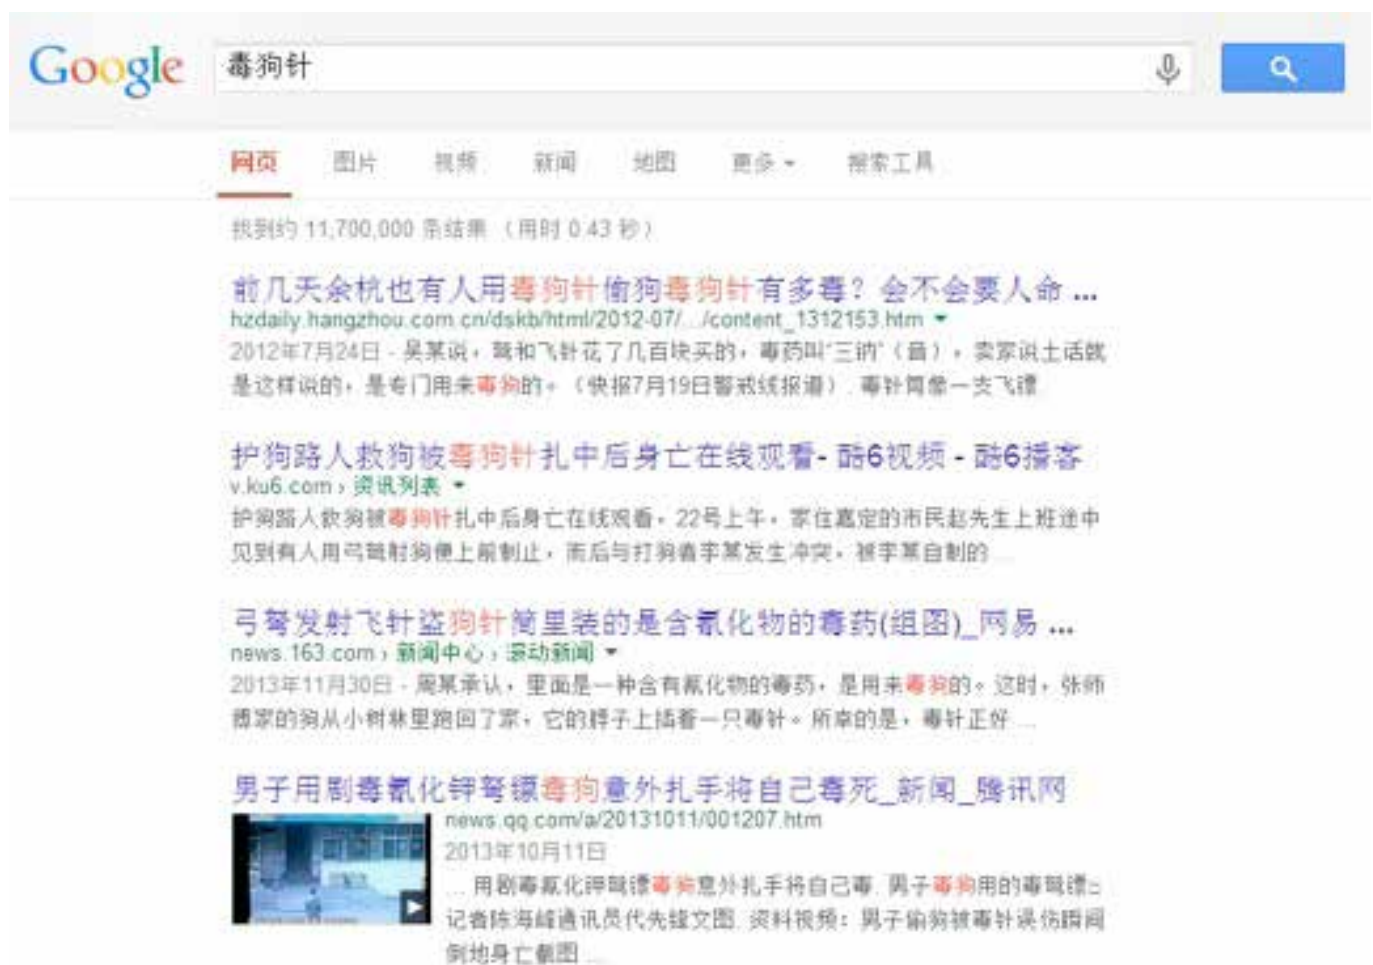 Google
毒狗针
网页 图片 视频 新闻 地图 更多 搜索工具
找到约 11,700,000 条结果 （用时 0.43 秒）
前几天余杭也有人用毒狗针偷狗毒狗针有多毒？会不会要人命 ...
hzdaily.hangzhou.com.cn/dskb/html/2012-07/.../content_1312153.htm
2012年7月24日 - 吴某说，弩和飞针花了几百块买的，毒药叫“三钠”（音），卖家说土话就
是这样说的，是专门用来毒狗的。（快报7月19日警戒线报道）. 毒针筒像一支飞镖
护狗路人救狗被毒狗针扎中后身亡在线观看- 酷6视频 - 酷6播客
v.ku6.com › 资讯列表
护狗路人救狗被毒狗针扎中后身亡在线观看，22号上午，家住嘉定的市民赵先生上班途中
见到有人用弓弩射狗便上前制止，而后与打狗者李某发生冲突，被李某自制的 ...
弓弩发射飞针盗狗针筒里装的是含氰化物的毒药(组图)_网易 ...
news.163.com › 新闻中心 › 滚动新闻
2013年11月30日 - 周某承认，里面是一种含有氰化物的毒药，是用来毒狗的。这时，张师
傅家的狗从小树林里跑回了家，它的脖子上插着一只毒针。所幸的是，毒针正好 ...
男子用剧毒氰化钾弩镖毒狗意外扎手将自己毒死_新闻_腾讯网
news.qq.com/a/20131011/001207.htm
2013年10月11日
... 用剧毒氰化钾弩镖毒狗意外扎手将自己毒. 男子毒狗用的毒弩镖□.
记者陈海峰通讯员代先锋文图. 资料视频：男子偷狗被毒针误伤瞬间
倒地身亡截图 ...